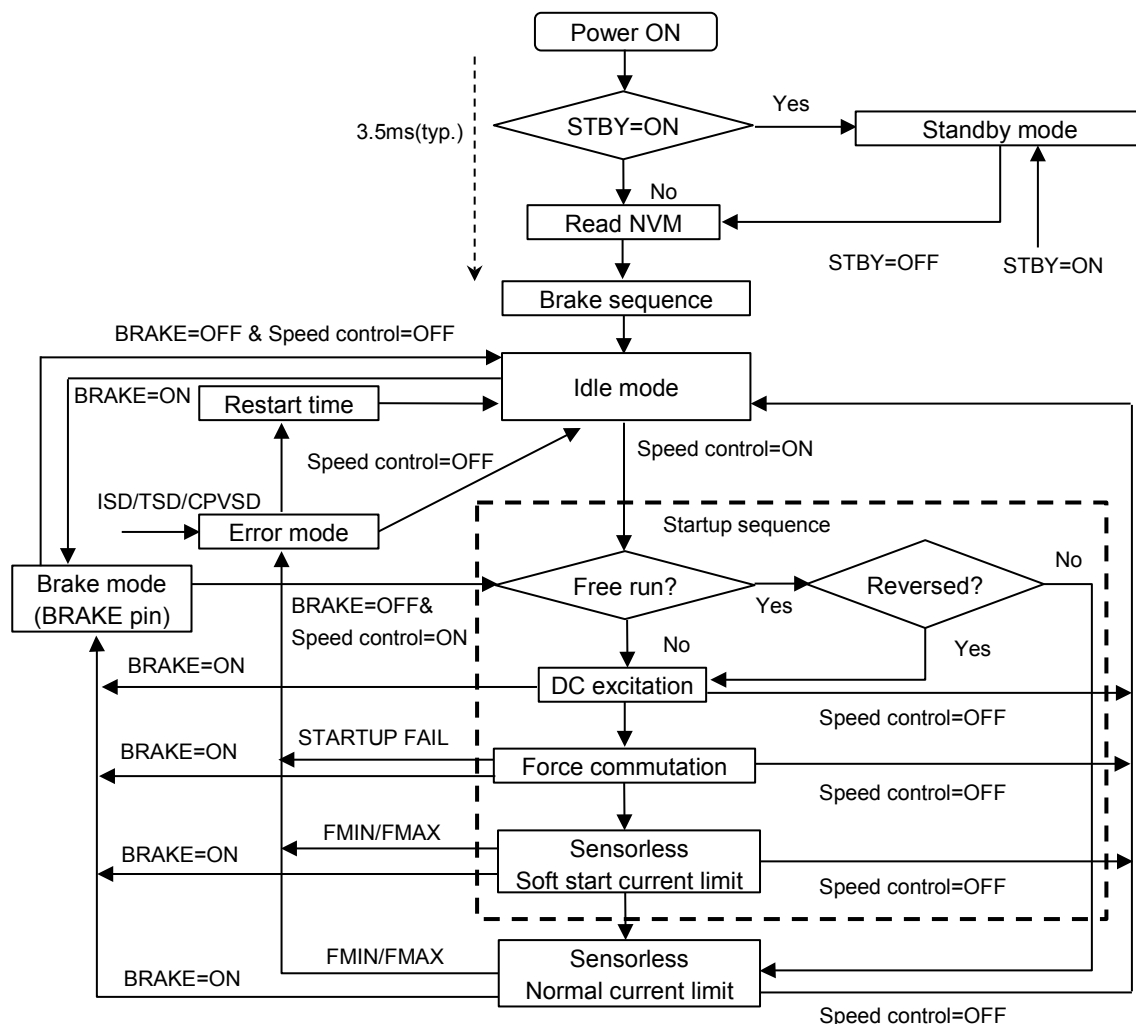 Power ON
Yes
STBY=ON
Standby mode
3.5ms(typ.)
No
Read NVM
STBY=OFF
STBY=ON
Brake sequence
BRAKE=OFF & Speed control=OFF
Idle mode
BRAKE=ON
Restart time
Speed control=OFF
Speed control=ON
ISD/TSD/CPVSD
Error mode
Startup sequence
Free run?
Yes
Reversed?
No
Brake mode
(BRAKE pin)
BRAKE=OFF&
Speed control=ON
No
Yes
BRAKE=ON
DC excitation
Speed control=OFF
STARTUP FAIL
BRAKE=ON
Force commutation
Speed control=OFF
FMIN/FMAX
BRAKE=ON
Sensorless
Soft start current limit
Speed control=OFF
FMIN/FMAX
BRAKE=ON
Sensorless
Normal current limit
Speed control=OFF